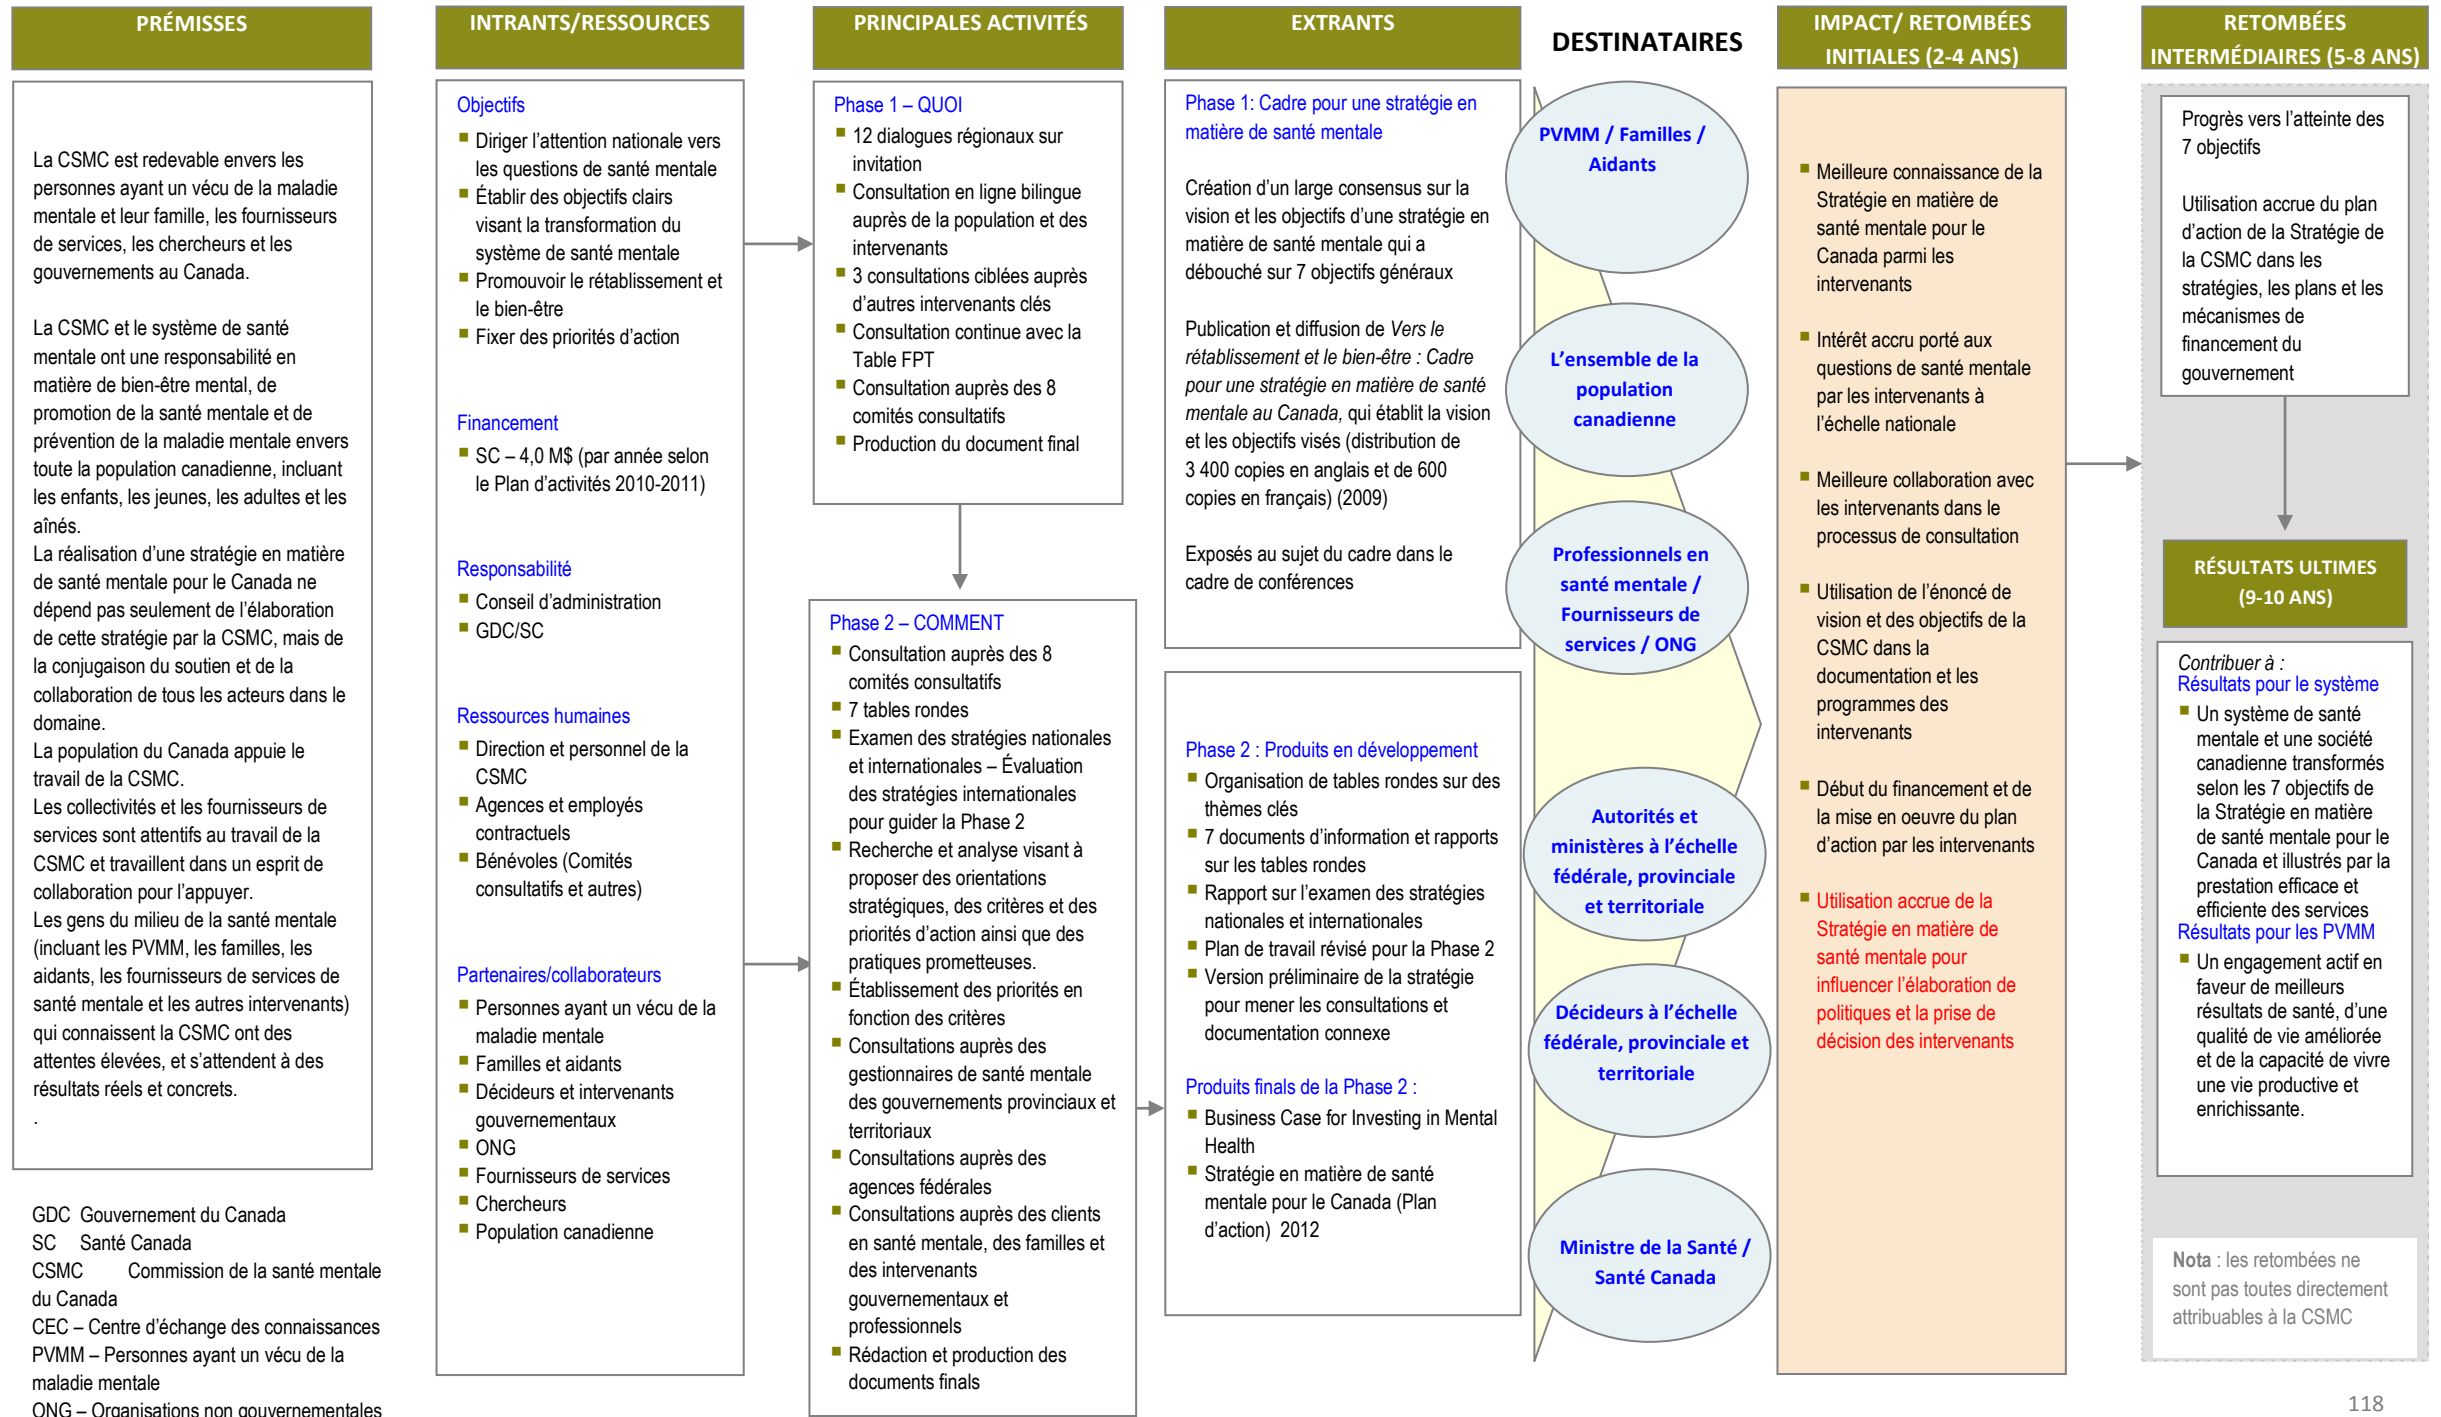 PRÉMISSES
La CSMC est redevable envers les
personnes ayant un vécu de la maladie
mentale et leur famille, les fournisseurs
de services, les chercheurs et les
gouvernements au Canada.
La CSMC et le système de santé
mentale ont une responsabilité en
matière de bien-être mental, de
promotion de la santé mentale et de
prévention de la maladie mentale envers
toute la population canadienne, incluant
les enfants, les jeunes, les adultes et les
aînés.
La réalisation d’une stratégie en matière
de santé mentale pour le Canada ne
dépend pas seulement de l’élaboration
de cette stratégie par la CSMC, mais de
la conjugaison du soutien et de la
collaboration de tous les acteurs dans le
domaine.
La population du Canada appuie le
travail de la CSMC.
Les collectivités et les fournisseurs de
services sont attentifs au travail de la
CSMC et travaillent dans un esprit de
collaboration pour l’appuyer.
Les gens du milieu de la santé mentale
(incluant les PVMM, les familles, les
aidants, les fournisseurs de services de
santé mentale et les autres intervenants)
qui connaissent la CSMC ont des
attentes élevées, et s’attendent à des
résultats réels et concrets.
.
GDC Gouvernement du Canada
SC Santé Canada
CSMC Commission de la santé mentale
du Canada
CEC – Centre d’échange des connaissances
PVMM – Personnes ayant un vécu de la
maladie mentale
ONG – Organisations non gouvernementales
INTRANTS/RESSOURCES
Objectifs
Diriger l’attention nationale vers
les questions de santé mentale
Établir des objectifs clairs
visant la transformation du
système de santé mentale
Promouvoir le rétablissement et
le bien-être
Fixer des priorités d’action
Financement
SC – 4,0 M$ (par année selon
le Plan d’activités 2010-2011)
Responsabilité
Conseil d’administration
GDC/SC
Ressources humaines
Direction et personnel de la
CSMC
Agences et employés
contractuels
Bénévoles (Comités
consultatifs et autres)
Partenaires/collaborateurs
Personnes ayant un vécu de la
maladie mentale
Familles et aidants
Décideurs et intervenants
gouvernementaux
ONG
Fournisseurs de services
Chercheurs
Population canadienne
PRINCIPALES ACTIVITÉS
Phase 1 – QUOI
12 dialogues régionaux sur
invitation
Consultation en ligne bilingue
auprès de la population et des
intervenants
3 consultations ciblées auprès
d’autres intervenants clés
Consultation continue avec la
Table FPT
Consultation auprès des 8
comités consultatifs
Production du document final
Phase 2 – COMMENT
Consultation auprès des 8
comités consultatifs
7 tables rondes
Examen des stratégies nationales
et internationales – Évaluation
des stratégies internationales
pour guider la Phase 2
Recherche et analyse visant à
proposer des orientations
stratégiques, des critères et des
priorités d’action ainsi que des
pratiques prometteuses.
Établissement des priorités en
fonction des critères
Consultations auprès des
gestionnaires de santé mentale
des gouvernements provinciaux et
territoriaux
Consultations auprès des
agences fédérales
Consultations auprès des clients
en santé mentale, des familles et
des intervenants
gouvernementaux et
professionnels
Rédaction et production des
documents finals
EXTRANTS
Phase 1: Cadre pour une stratégie en
matière de santé mentale
Création d’un large consensus sur la
vision et les objectifs d’une stratégie en
matière de santé mentale qui a
débouché sur 7 objectifs généraux
Publication et diffusion de Vers le
rétablissement et le bien-être : Cadre
pour une stratégie en matière de santé
mentale au Canada, qui établit la vision
et les objectifs visés (distribution de
3 400 copies en anglais et de 600
copies en français) (2009)
Exposés au sujet du cadre dans le
cadre de conférences
Phase 2 : Produits en développement
Organisation de tables rondes sur des
thèmes clés
7 documents d’information et rapports
sur les tables rondes
Rapport sur l’examen des stratégies
nationales et internationales
Plan de travail révisé pour la Phase 2
Version préliminaire de la stratégie
pour mener les consultations et
documentation connexe
Produits finals de la Phase 2 :
Business Case for Investing in Mental
Health
Stratégie en matière de santé
mentale pour le Canada (Plan
d’action) 2012
DESTINATAIRES
PVMM / Familles /
Aidants
L’ensemble de la
population
canadienne
Professionnels en
santé mentale /
Fournisseurs de
services / ONG
Autorités et
ministères à l’échelle
fédérale, provinciale
et territoriale
Décideurs à l’échelle
fédérale, provinciale et
territoriale
Ministre de la Santé /
Santé Canada
IMPACT/ RETOMBÉES
INITIALES (2-4 ANS)
Meilleure connaissance de la
Stratégie en matière de
santé mentale pour le
Canada parmi les
intervenants
Intérêt accru porté aux
questions de santé mentale
par les intervenants à
l’échelle nationale
Meilleure collaboration avec
les intervenants dans le
processus de consultation
Utilisation de l’énoncé de
vision et des objectifs de la
CSMC dans la
documentation et les
programmes des
intervenants
Début du financement et de
la mise en oeuvre du plan
d’action par les intervenants
Utilisation accrue de la
Stratégie en matière de
santé mentale pour
influencer l’élaboration de
politiques et la prise de
décision des intervenants
RETOMBÉES
INTERMÉDIAIRES (5-8 ANS)
Progrès vers l’atteinte des
7 objectifs
Utilisation accrue du plan
d’action de la Stratégie de
la CSMC dans les
stratégies, les plans et les
mécanismes de
financement du
gouvernement
RÉSULTATS ULTIMES
(9-10 ANS)
Contribuer à :
Résultats pour le système
Un système de santé
mentale et une société
canadienne transformés
selon les 7 objectifs de
la Stratégie en matière
de santé mentale pour le
Canada et illustrés par la
prestation efficace et
efficiente des services
Résultats pour les PVMM
Un engagement actif en
faveur de meilleurs
résultats de santé, d’une
qualité de vie améliorée
et de la capacité de vivre
une vie productive et
enrichissante.
Nota : les retombées ne
sont pas toutes directement
attribuables à la CSMC
118